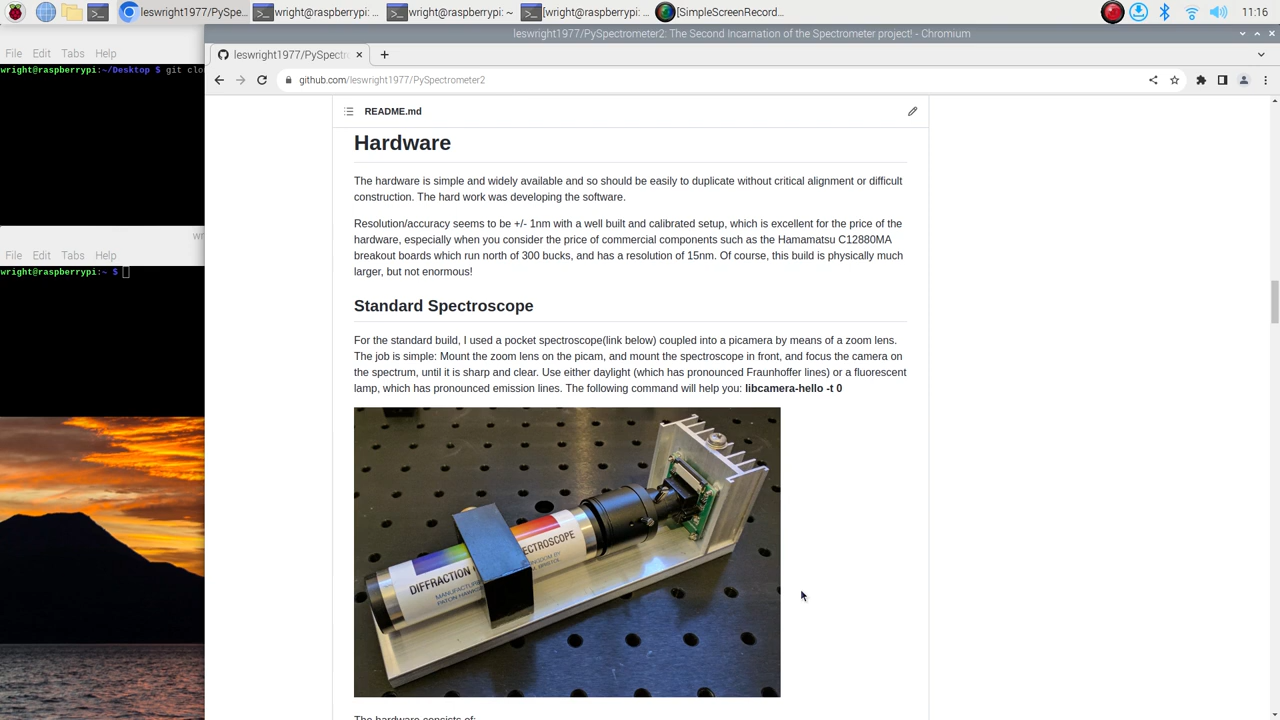 leswright1977/PySpe...
wright@raspberrypi: ...
wright@raspberrypi: ~
[wright@raspberrypi: ...
[SimpleScreenRecord...
11:15
leswright1977/PySpectrometer2: The Second Incarnation of the Spectrometer project! - Chromium
File Edit Tabs Help
wright@raspberrypi:~/Desktop $ git clo
File Edit Tabs Help
wright@raspberrypi:~ $
leswright1977/PySpectr
github.com/leswright1977/PySpectrometer2
README.md
Hardware
The hardware is simple and widely available and so should be easily to duplicate without critical alignment or difficult
construction. The hard work was developing the software.
Resolution/accuracy seems to be +/- 1nm with a well built and calibrated setup, which is excellent for the price of the
hardware, especially when you consider the price of commercial components such as the Hamamatsu C12880MA
breakout boards which run north of 300 bucks, and has a resolution of 15nm. Of course, this build is physically much
larger, but not enormous!
Standard Spectroscope
For the standard build, I used a pocket spectroscope(link below) coupled into a picamera by means of a zoom lens.
The job is simple: Mount the zoom lens on the picam, and mount the spectroscope in front, and focus the camera on
the spectrum, until it is sharp and clear. Use either daylight (which has pronounced Fraunhoffer lines) or a fluorescent
lamp, which has pronounced emission lines. The following command will help you: libcamera-hello -t 0
DIFFRACTION
ECTROSCOPE
The hardware consists of: